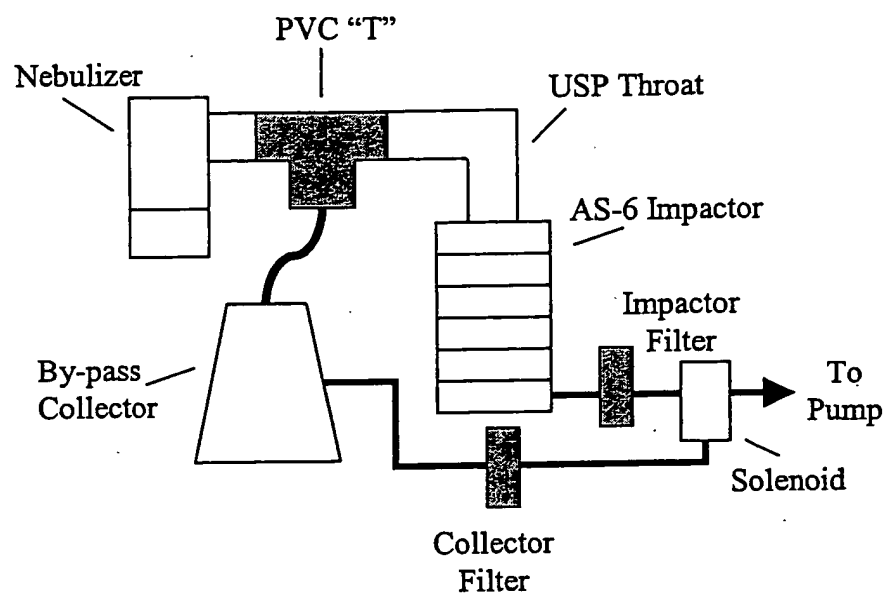 PVC “T”
Nebulizer
USP Throat
AS-6 Impactor
Impactor
Filter
By-pass
Collector
To
Pump
Solenoid
Collector
Filter